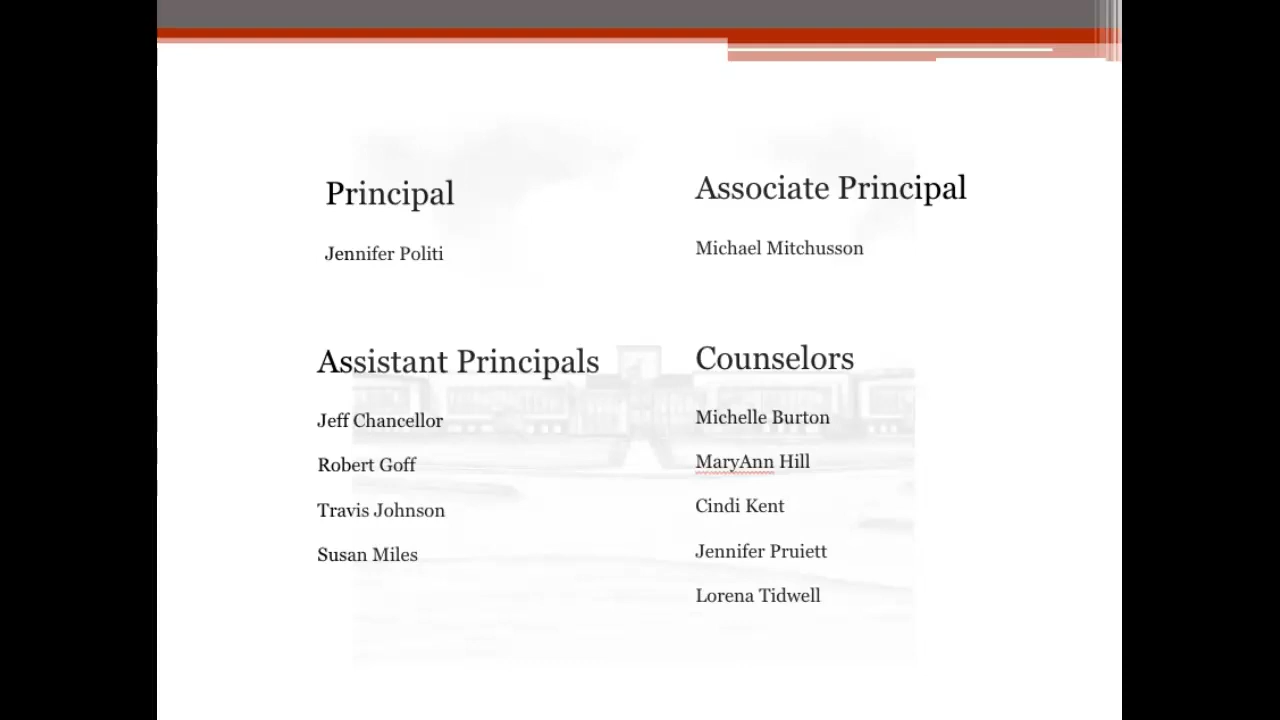 Principal
Jennifer Politi
Associate Principal
Michael Mitchusson
Assistant Principals
Jeff Chancellor
Robert Goff
Travis Johnson
Susan Miles
Counselors
Michelle Burton
MaryAnn Hill
Cindi Kent
Jennifer Pruiett
Lorena Tidwell